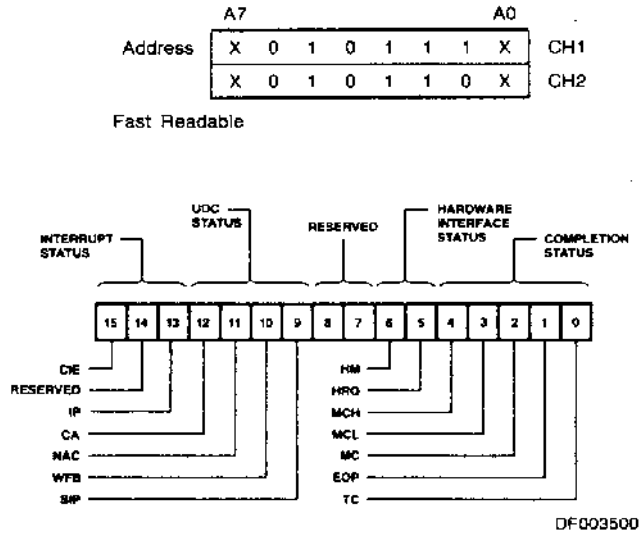 A7 A0
Address X 0 1 0 1 1 1 X CH1
X 0 1 0 1 1 0 X CH2
Fast Readable
INTERRUPT STATUS
UDC STATUS
RESERVED
HARDWARE INTERFACE STATUS
COMPLETION STATUS
15 14 13 12 11 10 9 8 7 6 5 4 3 2 1 0
CIE
RESERVED
IP
CA
NAC
WFB
SIP
HM
HRQ
MCH
MCL
MC
EOP
TC
DF003500